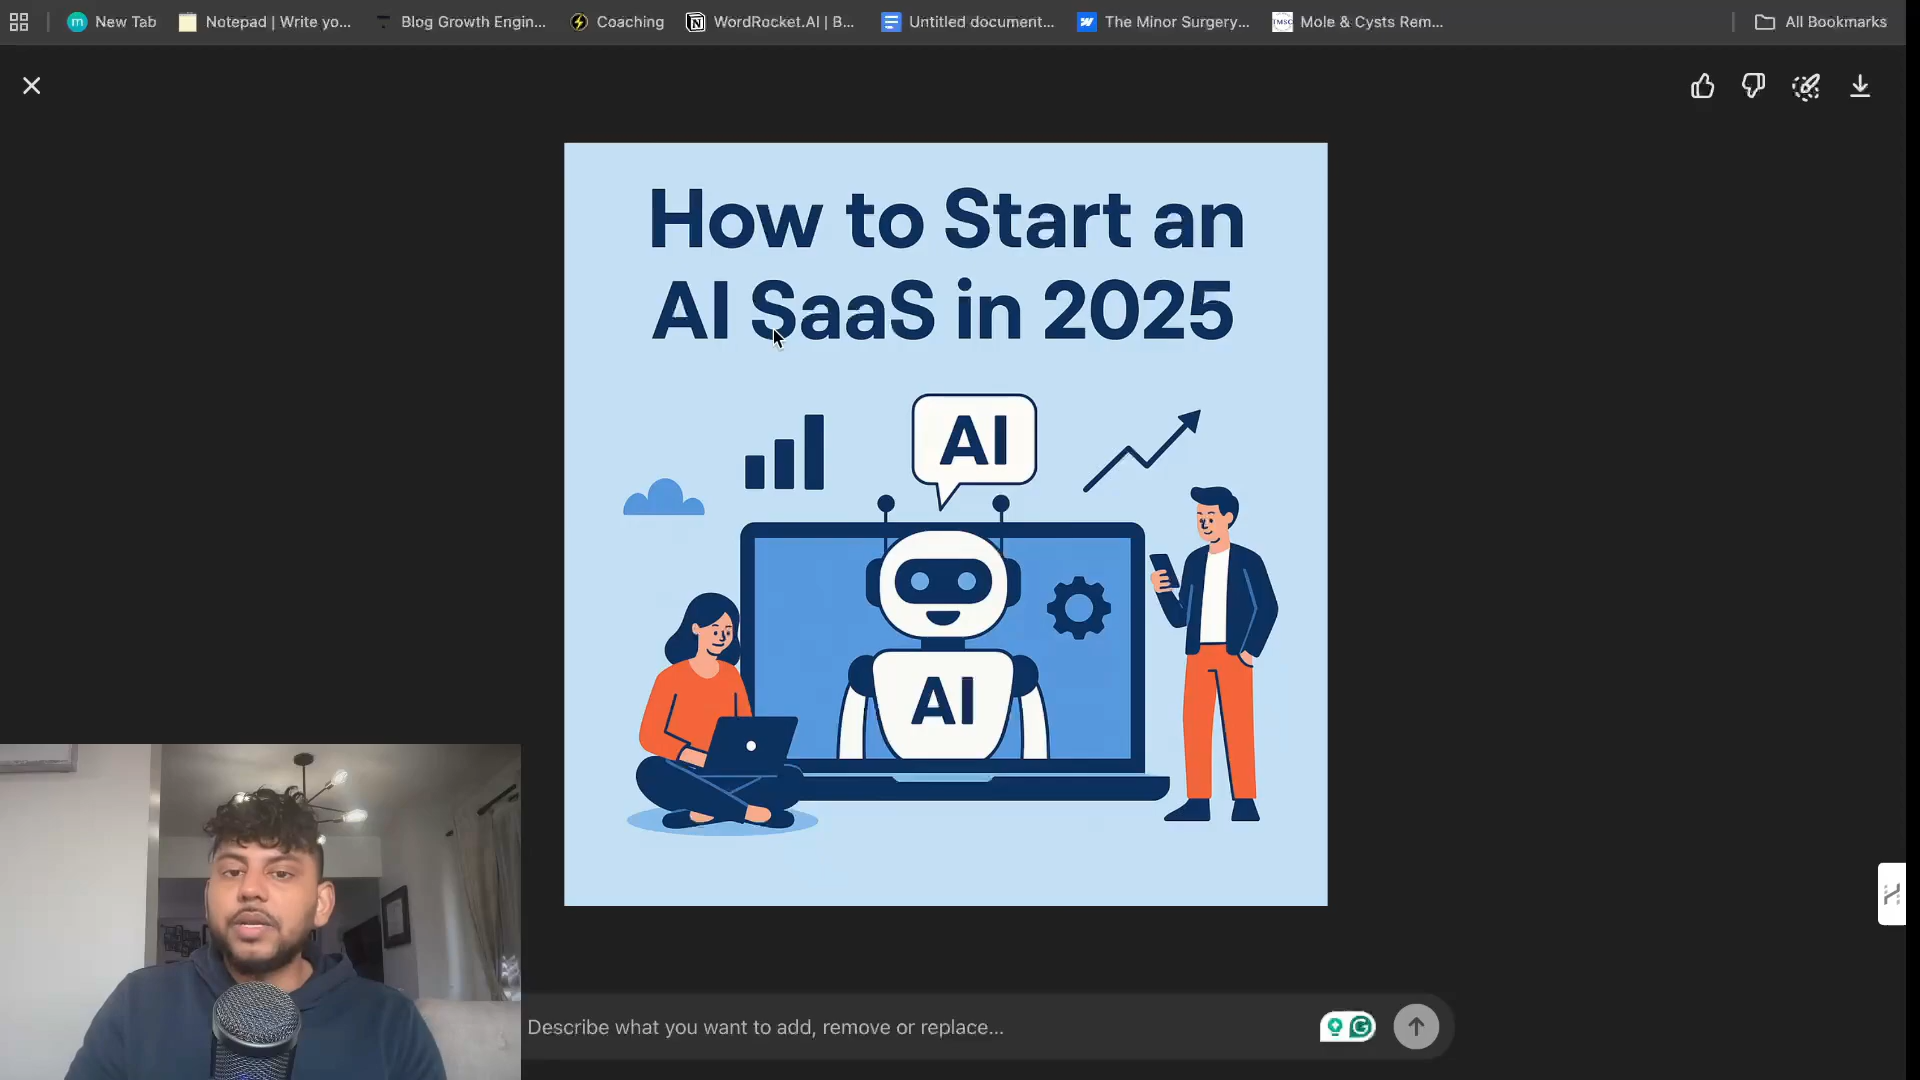 New Tab
Notepad | Write yo...
Blog Growth Engin...
Coaching
WordRocket.AI | B...
Untitled document...
The Minor Surgery...
TMSC
Mole & Cysts Rem...
All Bookmarks
How to Start an
AI SaaS in 2025
AI
AI
Describe what you want to add, remove or replace...